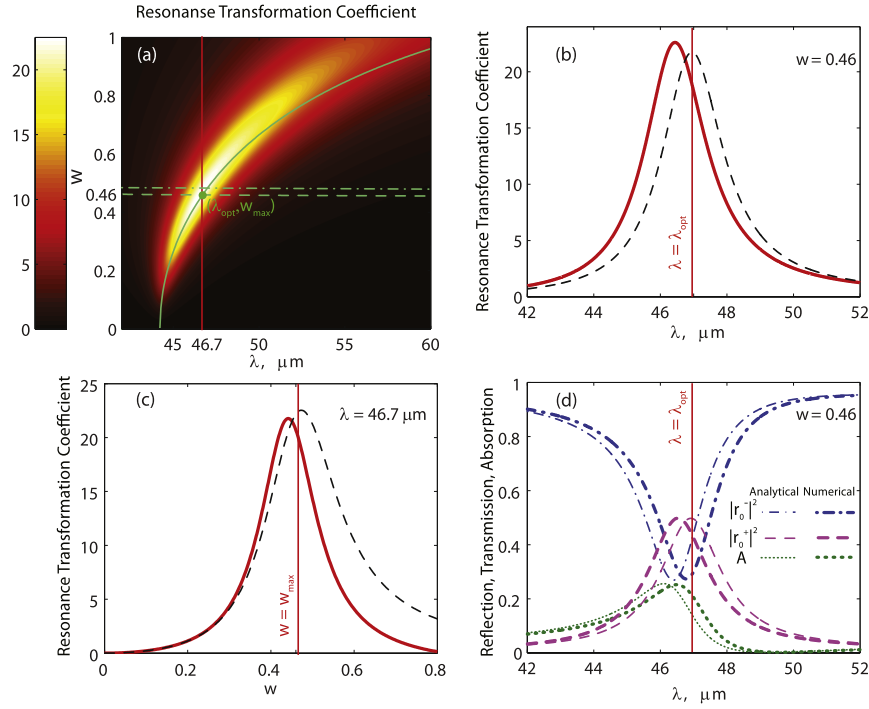 Resonanse Transformation Coefficient
(a)
20
15
10
5
0
1
0.8
0.6
0.46
0.4
0.2
0
w
(λopt,wmax)
45 46.7 50 55 60
λ, μm
(b)
w = 0.46
Resonance Transformation Coefficient
20
15
10
5
0
λ = λopt
42 44 46 48 50 52
λ, μm
(c)
λ = 46.7 μm
Resonance Transformation Coefficient
25
20
15
10
5
0
w = wmax
0 0.2 0.4 0.6 0.8
w
(d)
w = 0.46
Reflection, Transmission, Absorption
1
0.8
0.6
0.4
0.2
0
λ = λopt
Analytical Numerical
|r₀⁻|²
|r₀⁺|²
A
42 44 46 48 50 52
λ, μm